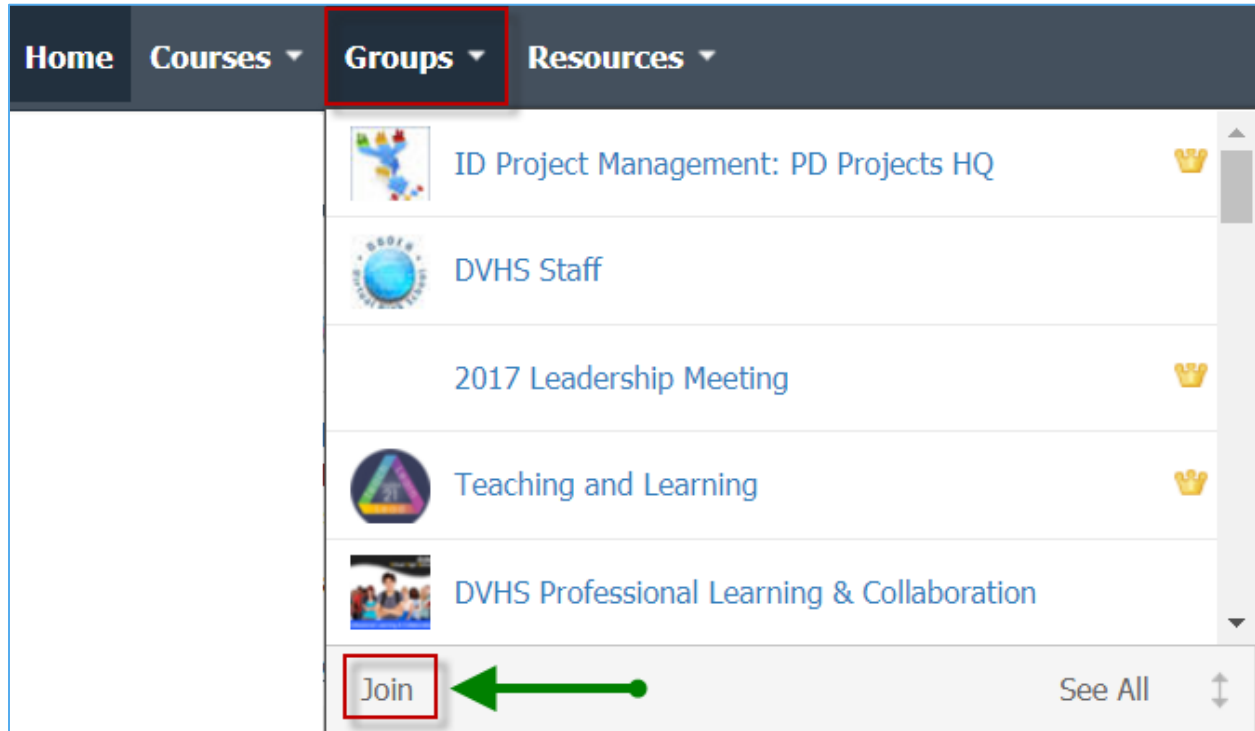 Home Courses Groups Resources
ID Project Management: PD Projects HQ
DVHS Staff
2017 Leadership Meeting
Teaching and Learning
DVHS Professional Learning & Collaboration
Join See All